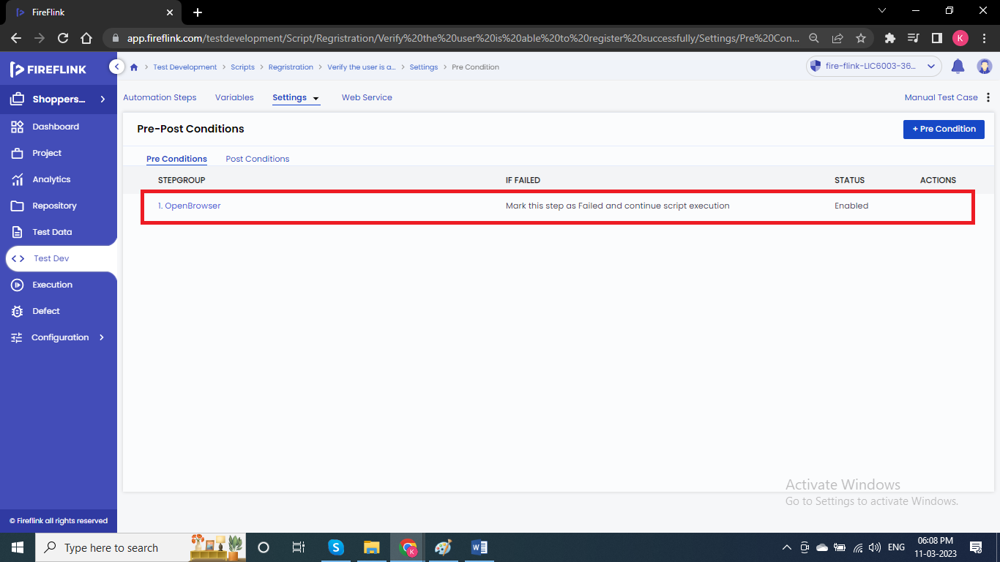 FireFlink
app.fireflink.com/testdevelopment/Script/Regristration/Verify%20the%20user%20is%20able%20to%20register%20successfully/Settings/Pre%20Con...
K
FIREFLINK
Test Development > Scripts > Regristration > Verify the user is a... > Settings > Pre Condition
fire-flink-LIC6003-36...
Shoppers...
Automation Steps Variables Settings Web Service
Manual Test Case
Dashboard
Project
Analytics
Repository
Test Data
Test Dev
Execution
Defect
Configuration
Pre-Post Conditions
+ Pre Condition
Pre Conditions Post Conditions
STEPGROUP IF FAILED STATUS ACTIONS
1. OpenBrowser Mark this step as Failed and continue script execution Enabled
Activate Windows
Go to Settings to activate Windows.
© Fireflink all rights reserved
Type here to search
S
K
W
ENG
06:08 PM
11-03-2023